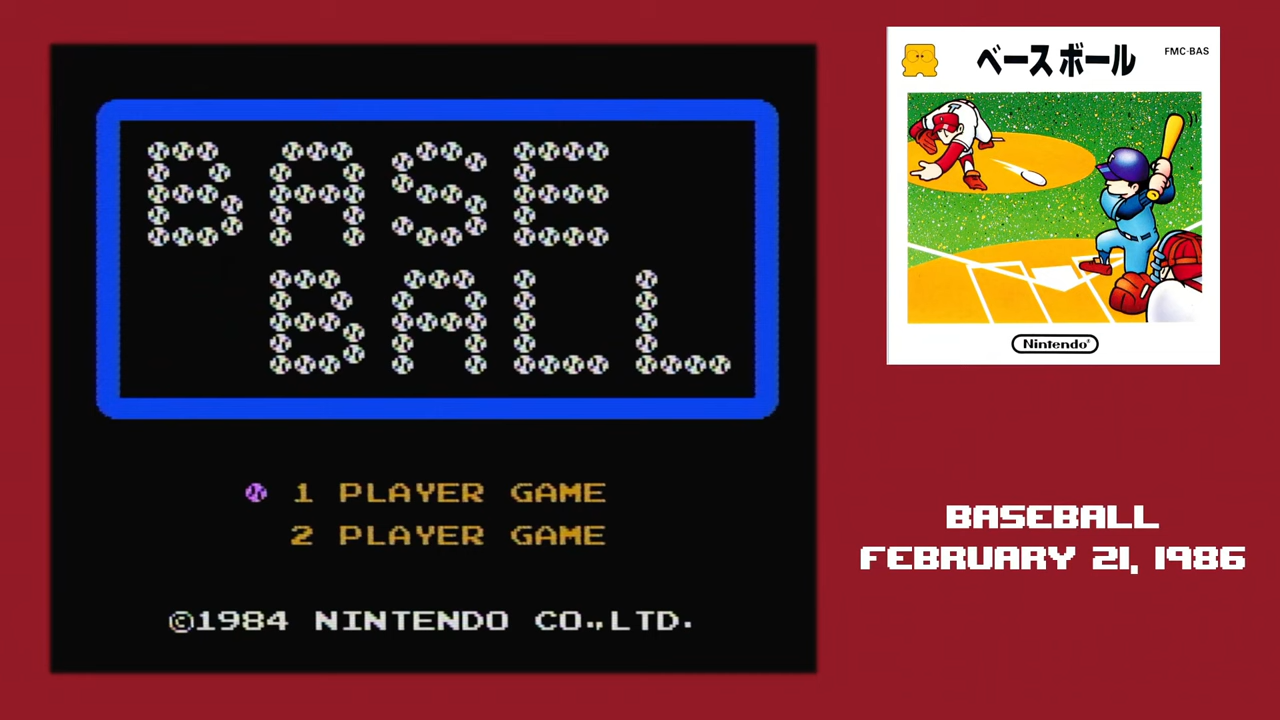 BASE
BALL
1 PLAYER GAME
2 PLAYER GAME
©1984 NINTENDO CO.,LTD.
ベースボール
FMC-BAS
T
Nintendo®
BASEBALL
FEBRUARY 21, 1986